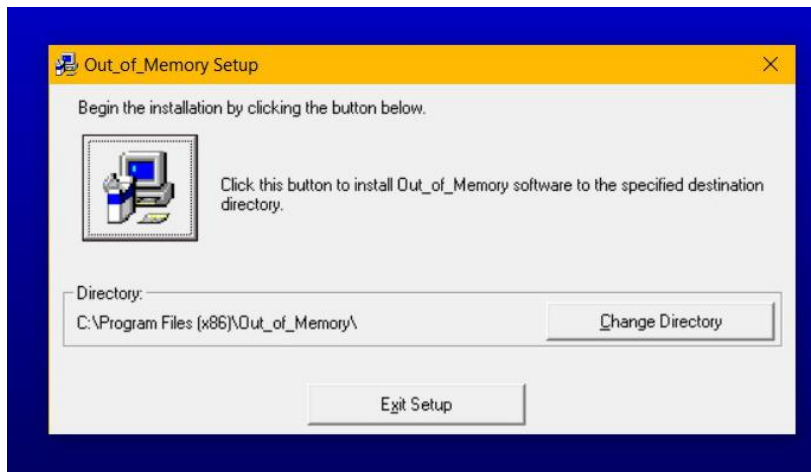 Out_of_Memory Setup
Begin the installation by clicking the button below.
Click this button to install Out_of_Memory software to the specified destination
directory.
Directory:
C:\Program Files (x86)\Out_of_Memory\
Change Directory
Exit Setup